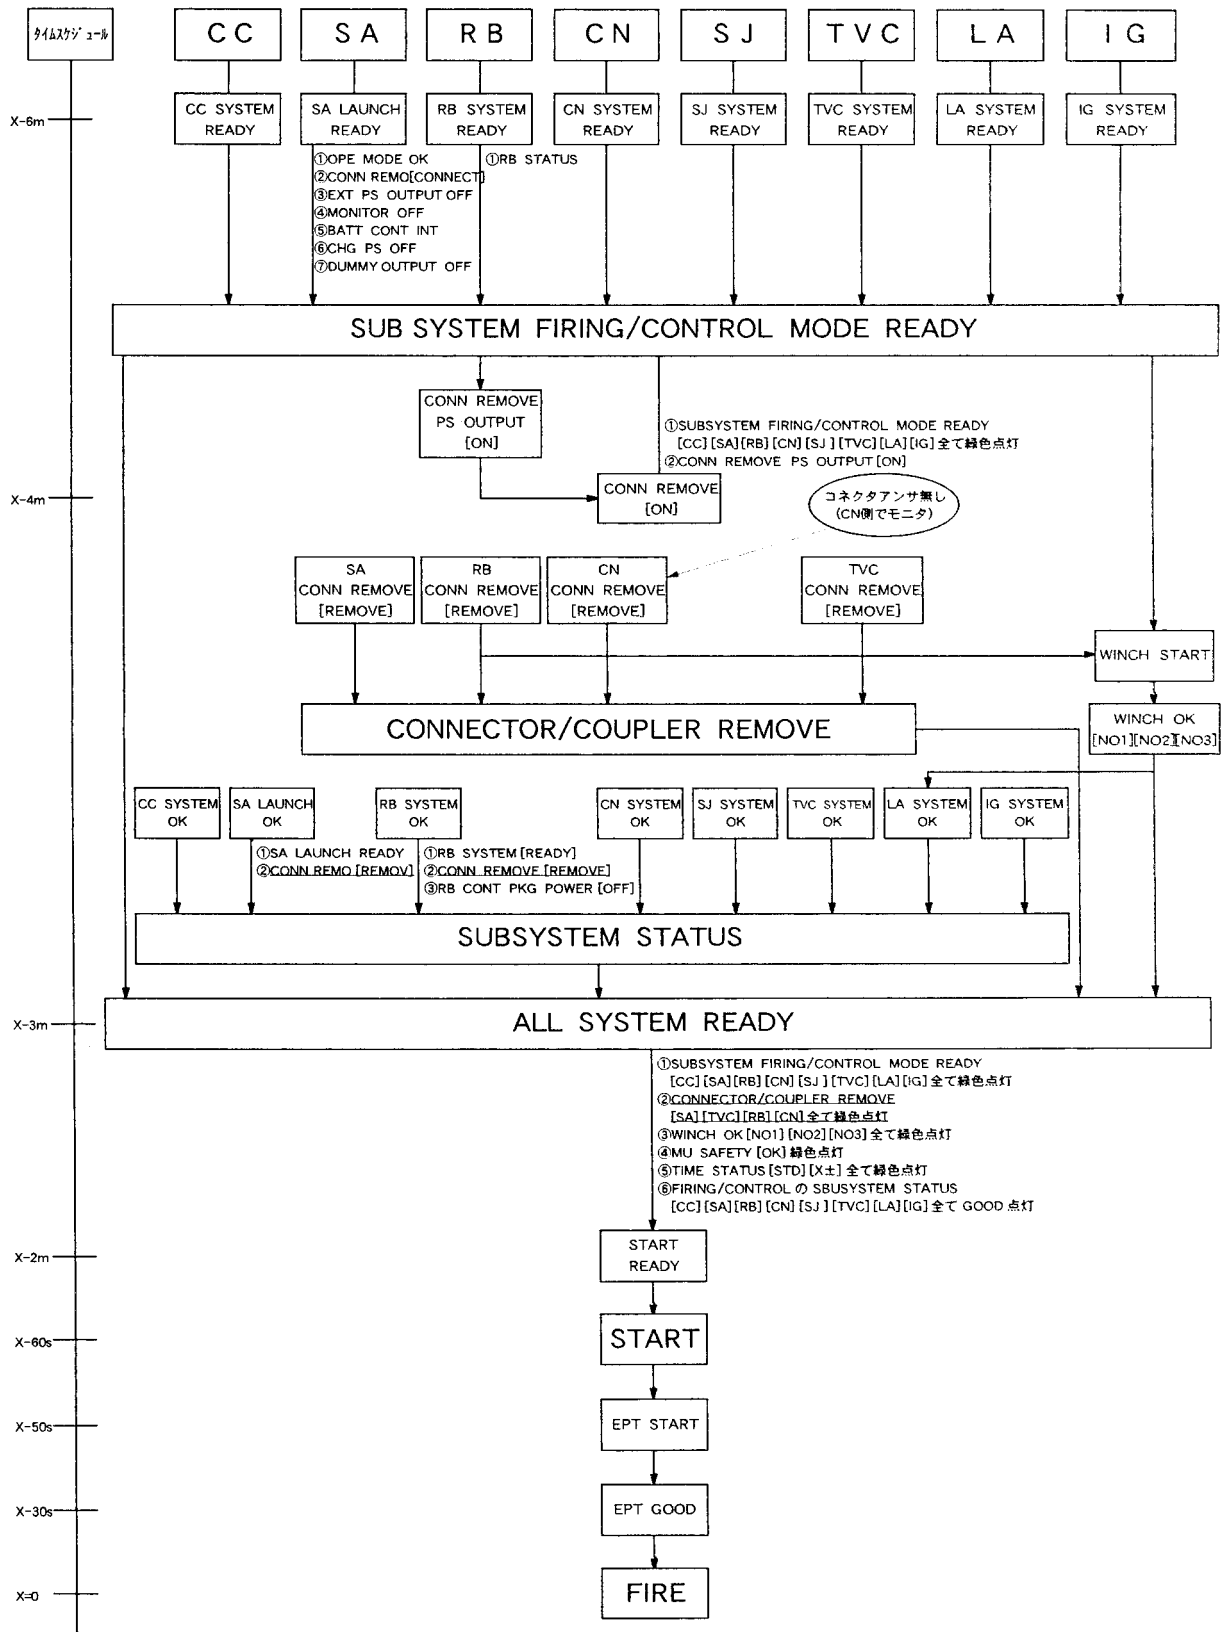 ﾀｲﾑｽｹｼﾞｭｰﾙ
CC
SA
RB
CN
SJ
TVC
LA
IG
X-6m
CC SYSTEM
READY
SA LAUNCH
READY
RB SYSTEM
READY
CN SYSTEM
READY
SJ SYSTEM
READY
TVC SYSTEM
READY
LA SYSTEM
READY
IG SYSTEM
READY
①OPE MODE OK
②CONN REMO[CONNECT]
③EXT PS OUTPUT OFF
④MONITOR OFF
⑤BATT CONT INT
⑥CHG PS OFF
⑦DUMMY OUTPUT OFF
①RB STATUS
SUB SYSTEM FIRING/CONTROL MODE READY
CONN REMOVE
PS OUTPUT
[ON]
①SUBSYSTEM FIRING/CONTROL MODE READY
[CC][SA][RB][CN][SJ][TVC][LA][IG]全て緑色点灯
②CONN REMOVE PS OUTPUT[ON]
X-4m
CONN REMOVE
[ON]
コネクタアンサ無し
(CN側でモニタ)
SA
CONN REMOVE
[REMOVE]
RB
CONN REMOVE
[REMOVE]
CN
CONN REMOVE
[REMOVE]
TVC
CONN REMOVE
[REMOVE]
WINCH START
CONNECTOR/COUPLER REMOVE
WINCH OK
[NO1][NO2][NO3]
CC SYSTEM
OK
SA LAUNCH
OK
RB SYSTEM
OK
CN SYSTEM
OK
SJ SYSTEM
OK
TVC SYSTEM
OK
LA SYSTEM
OK
IG SYSTEM
OK
①SA LAUNCH READY
②CONN REMO [REMOV]
①RB SYSTEM[READY]
②CONN REMOVE [REMOVE]
③RB CONT PKG POWER [OFF]
SUBSYSTEM STATUS
X-3m
ALL SYSTEM READY
①SUBSYSTEM FIRING/CONTROL MODE READY
[CC][SA][RB][CN][SJ][TVC][LA][IG]全て緑色点灯
②CONNECTOR/COUPLER REMOVE
[SA][TVC][RB][CN]全て緑色点灯
③WINCH OK[NO1][NO2][NO3]全て緑色点灯
④MU SAFETY [OK]緑色点灯
⑤TIME STATUS[STD][X±]全て緑色点灯
⑥FIRING/CONTROL の SBUSYSTEM STATUS
[CC][SA][RB][CN][SJ][TVC][LA][IG]全て GOOD 点灯
X-2m
START
READY
X-60s
START
X-50s
EPT START
X-30s
EPT GOOD
X=0
FIRE